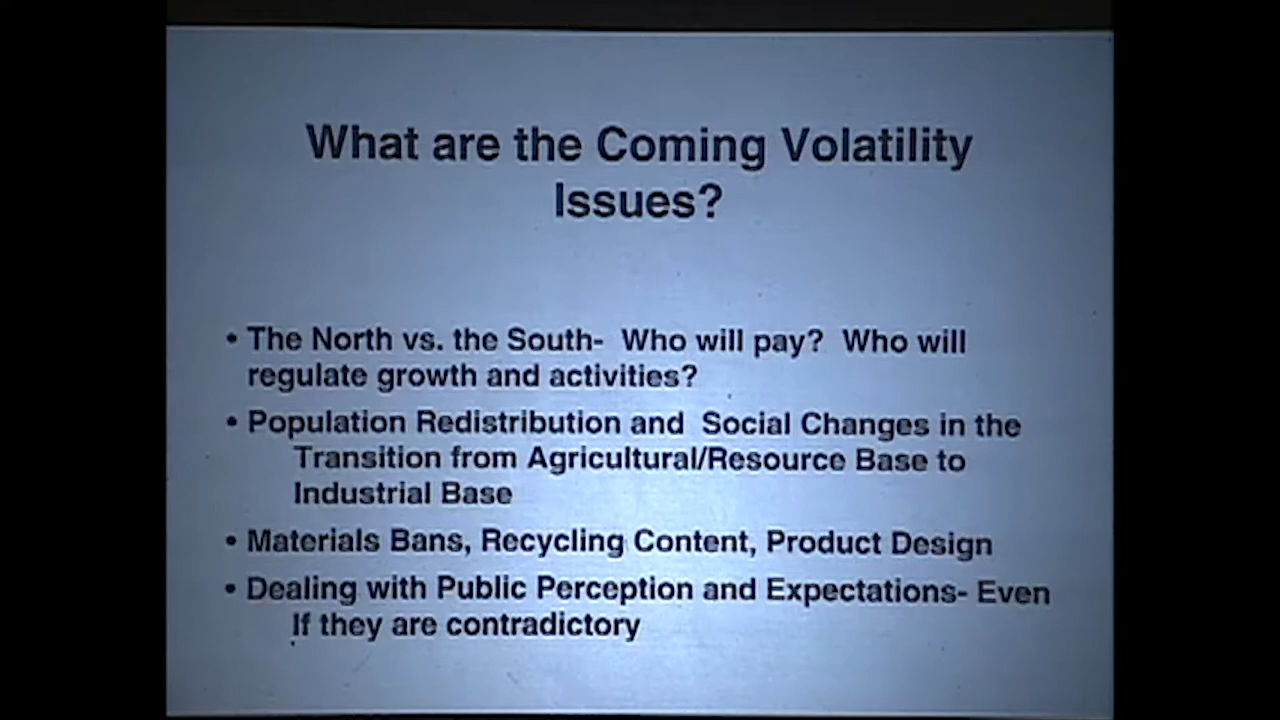 What are the Coming Volatility
Issues?
• The North vs. the South- Who will pay? Who will
regulate growth and activities?
• Population Redistribution and Social Changes in the
Transition from Agricultural/Resource Base to
Industrial Base
• Materials Bans, Recycling Content, Product Design
• Dealing with Public Perception and Expectations- Even
If they are contradictory